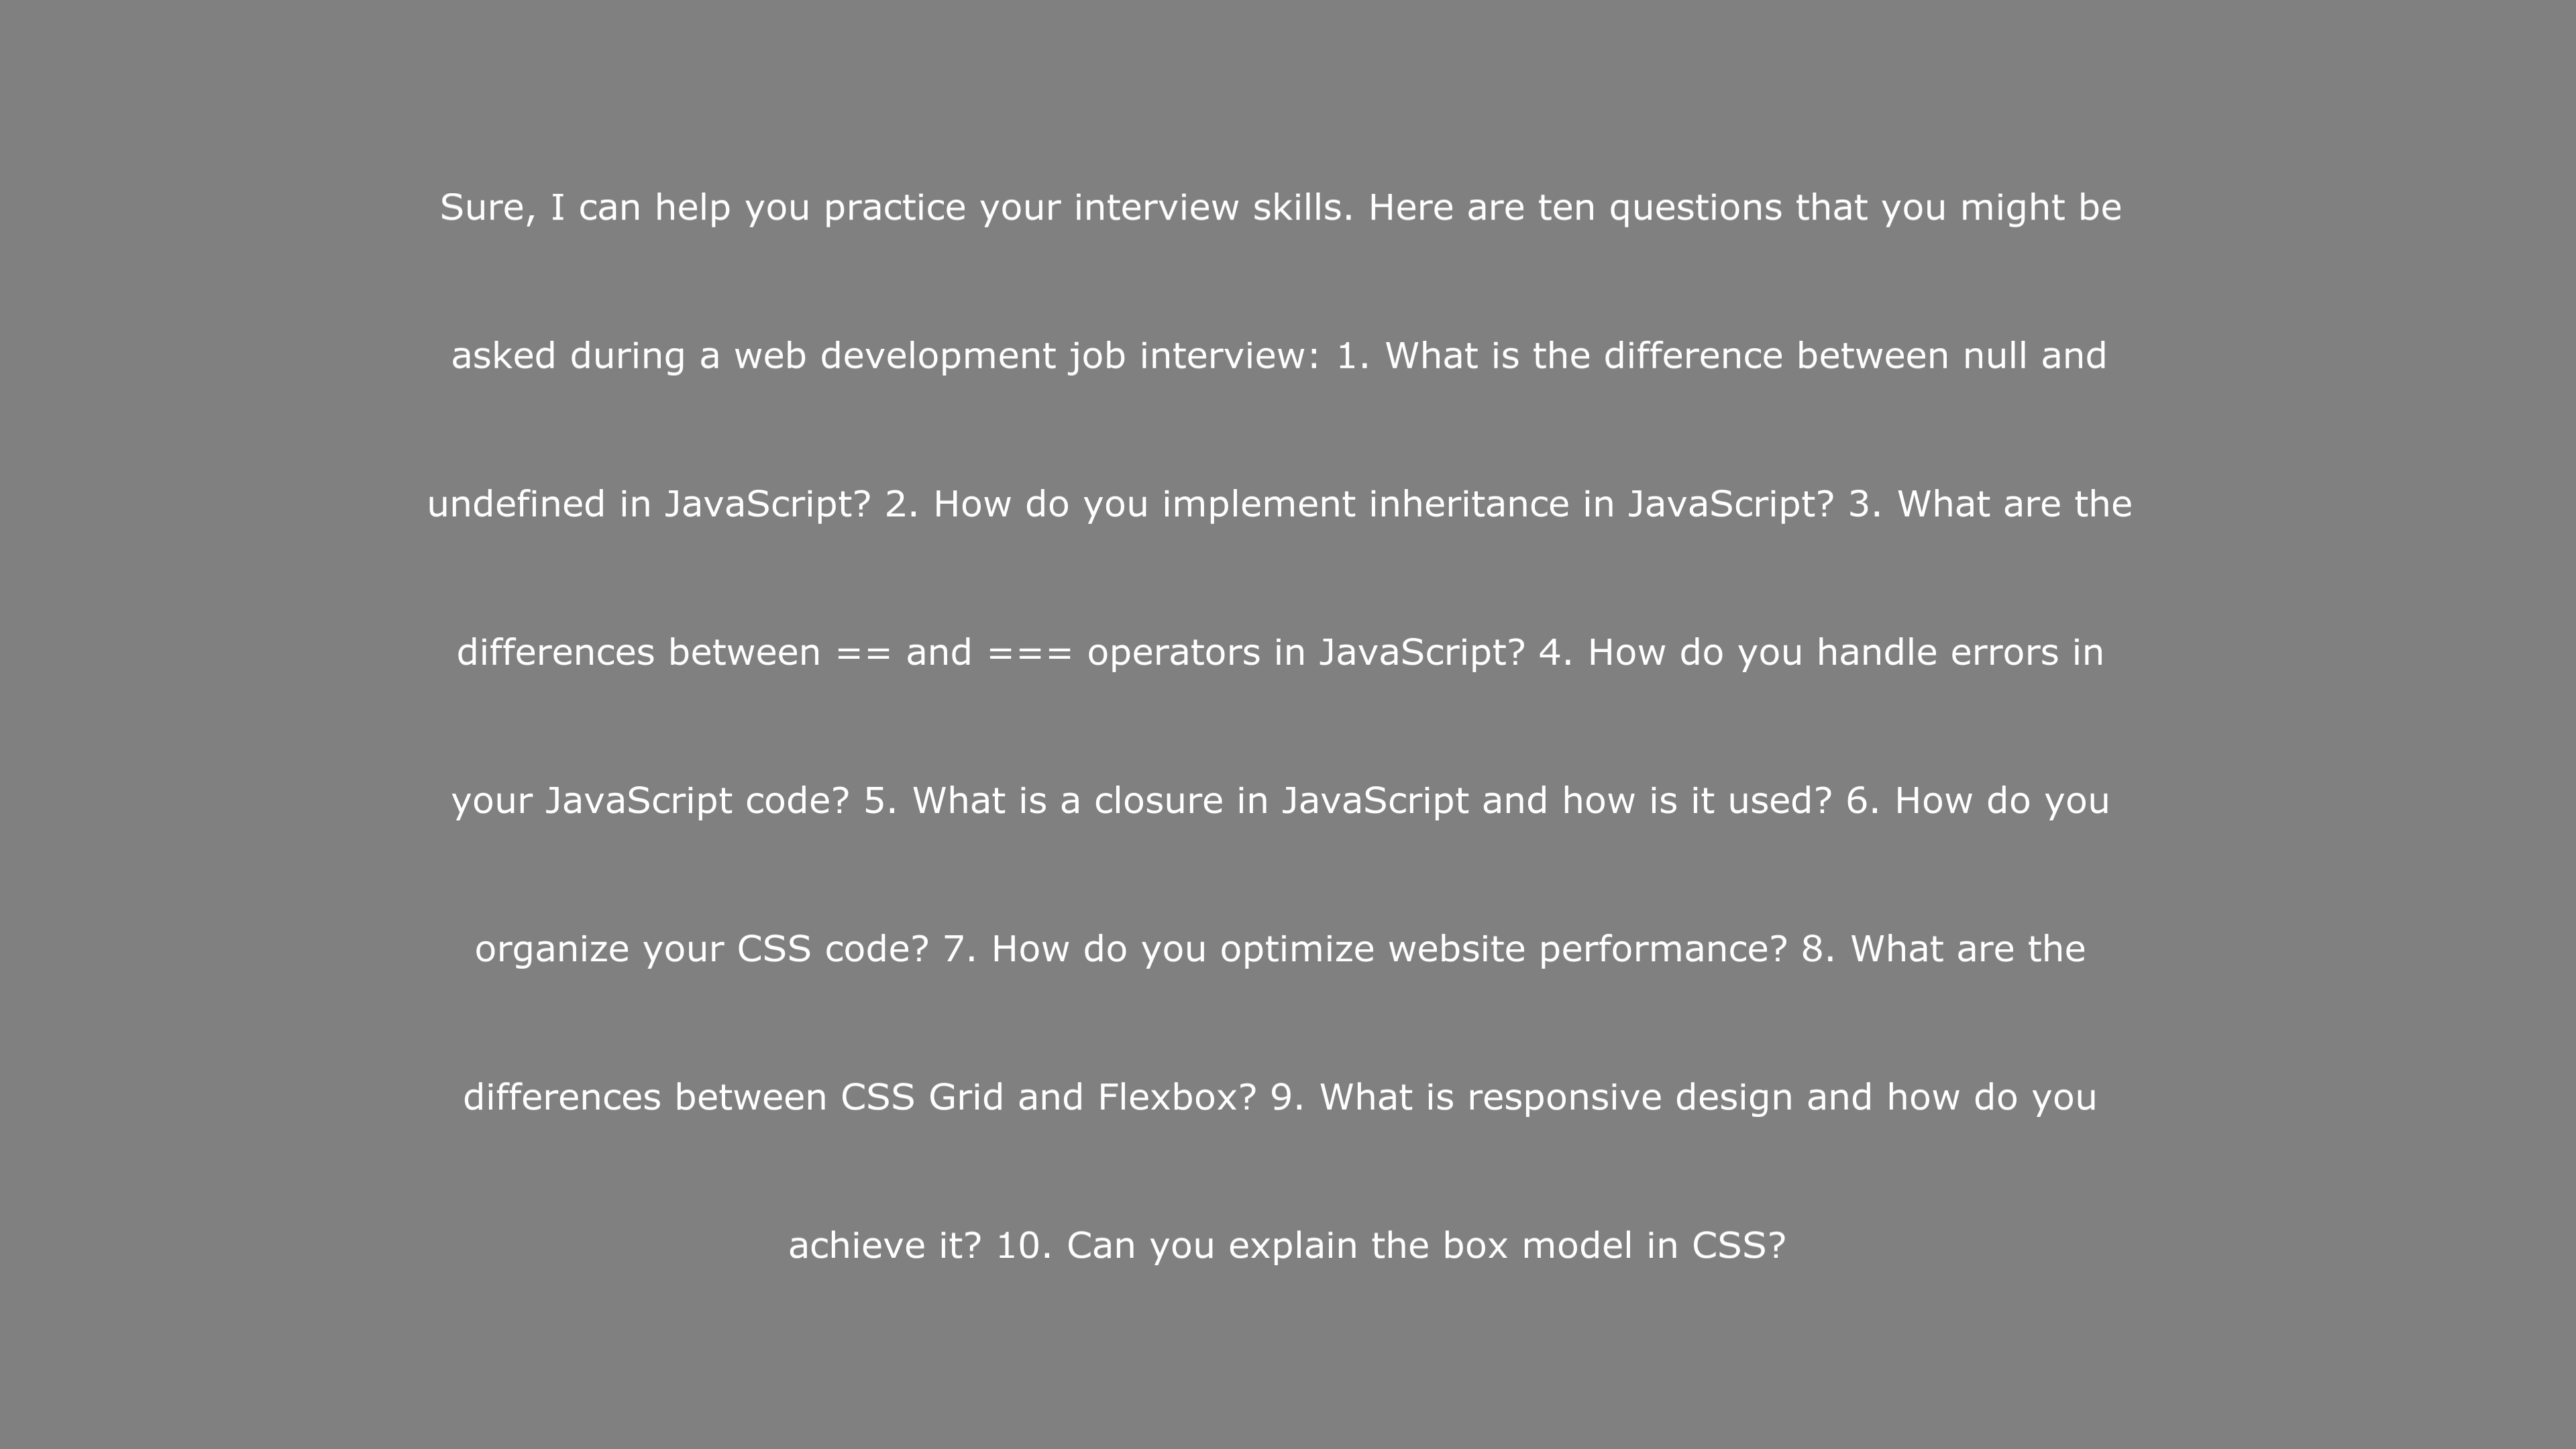 Sure, I can help you practice your interview skills. Here are ten questions that you might be
asked during a web development job interview: 1. What is the difference between null and
undefined in JavaScript? 2. How do you implement inheritance in JavaScript? 3. What are the
differences between == and === operators in JavaScript? 4. How do you handle errors in
your JavaScript code? 5. What is a closure in JavaScript and how is it used? 6. How do you
organize your CSS code? 7. How do you optimize website performance? 8. What are the
differences between CSS Grid and Flexbox? 9. What is responsive design and how do you
achieve it? 10. Can you explain the box model in CSS?